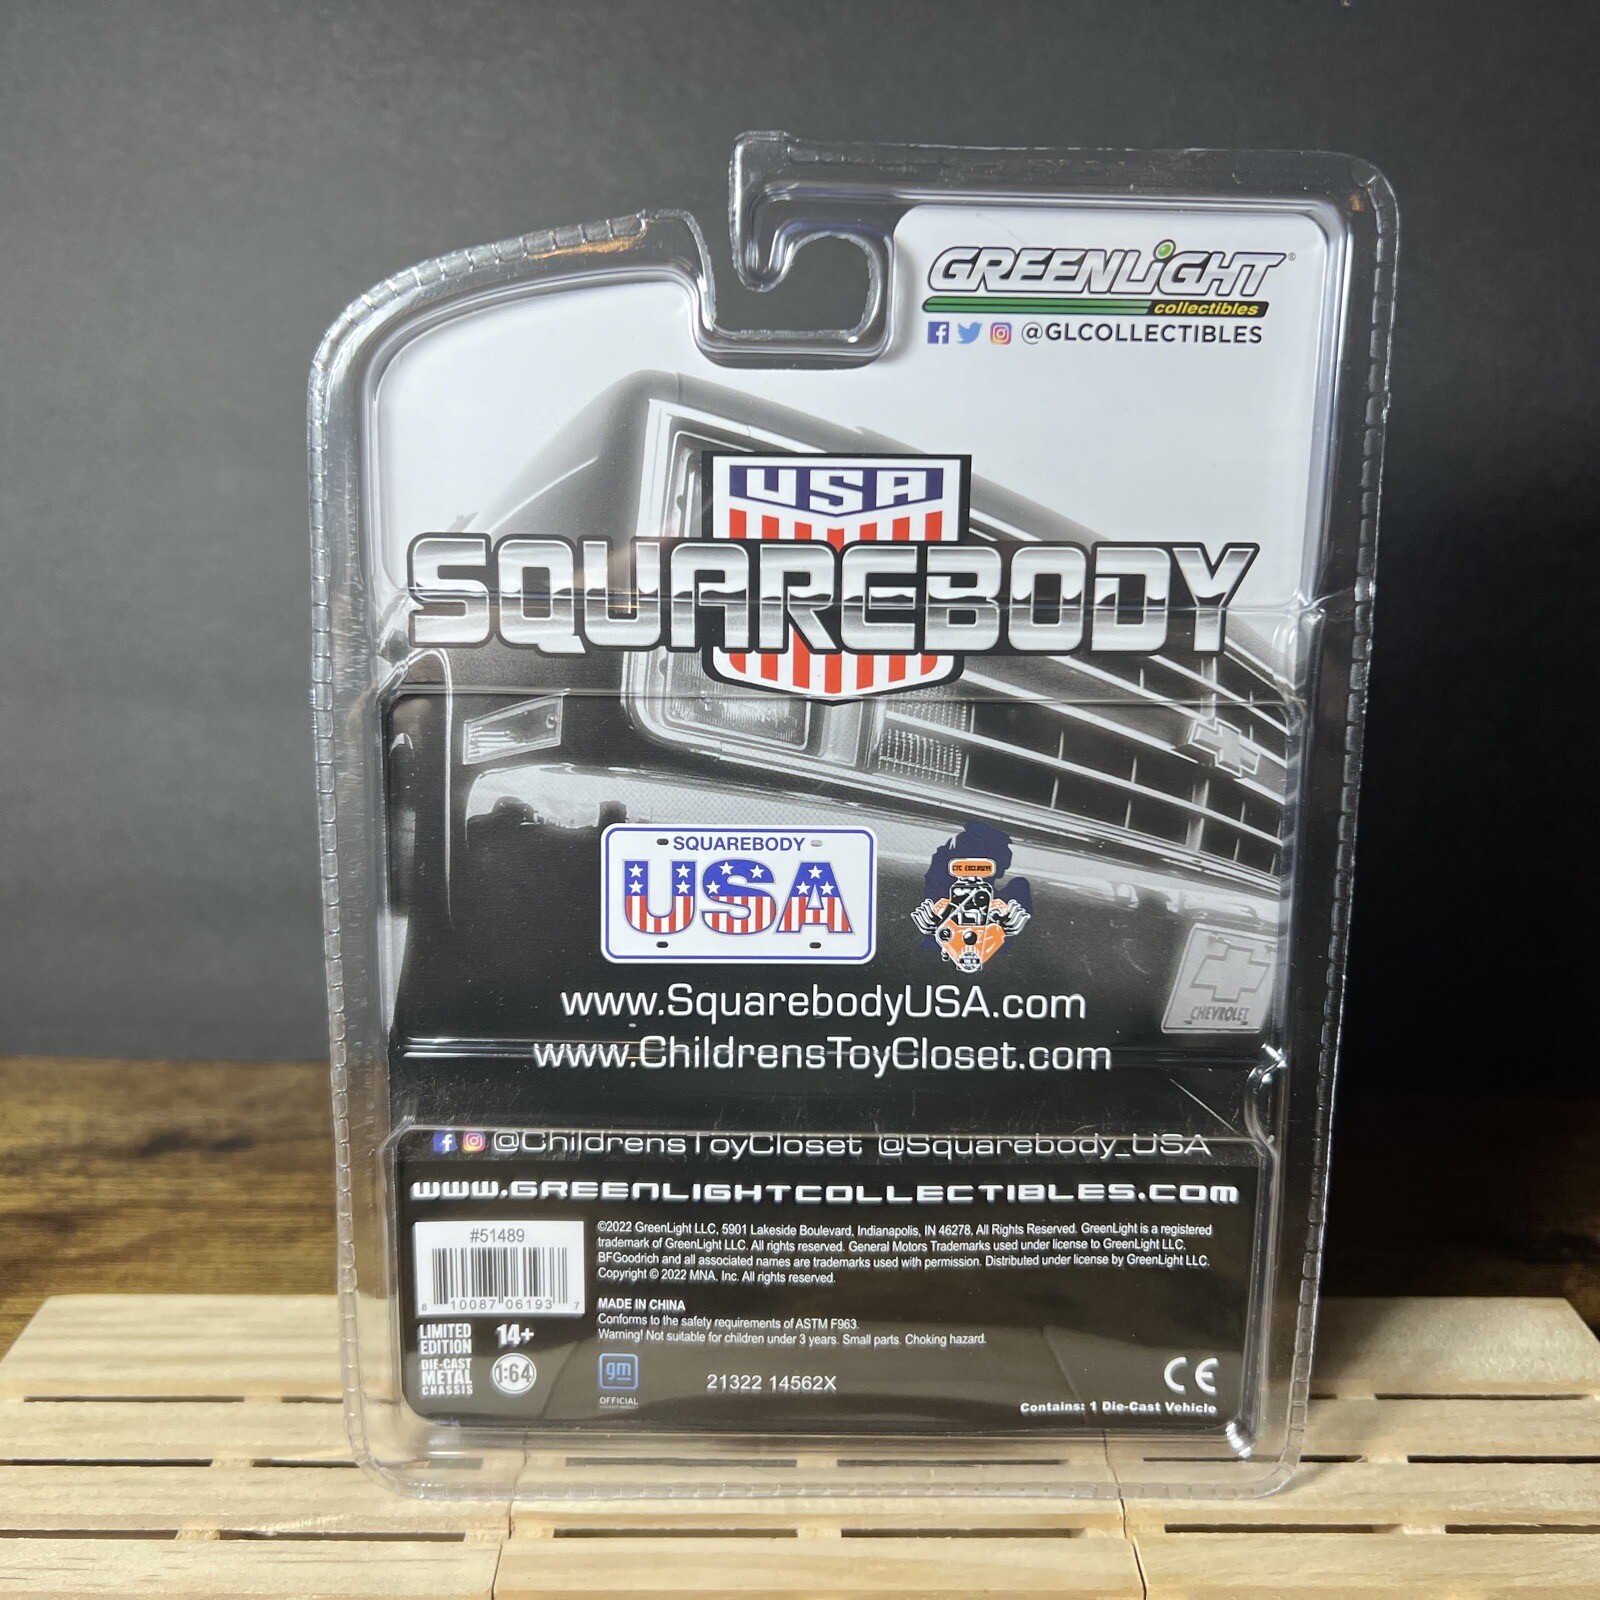 GREENLiGHT®
collectibles
@GLCOLLECTIBLES
USA
SQUAREBODY
SQUAREBODY
USA
CTC EXCLUSIVE
www.SquarebodyUSA.com
CHEVROLET
www.ChildrensToyCloset.com
@ChildrensToyCloset @Squarebody_USA
WWW.GREENLIGHTCOLLECTIBLES.COM
#51489
8 10087 06193 7
©2022 GreenLight LLC, 5901 Lakeside Boulevard, Indianapolis, IN 46278. All Rights Reserved. GreenLight is a registered
trademark of GreenLight LLC. All rights reserved. General Motors Trademarks used under license to GreenLight LLC.
BFGoodrich and all associated names are trademarks used with permission. Distributed under license by GreenLight LLC.
Copyright © 2022 MNA, Inc. All rights reserved.
MADE IN CHINA
Conforms to the safety requirements of ASTM F963.
Warning! Not suitable for children under 3 years. Small parts. Choking hazard.
LIMITED
EDITION
14+
DIE-CAST
METAL
CHASSIS
1:64
gm
OFFICIAL
21322 14562X
CE
Contains: 1 Die-Cast Vehicle